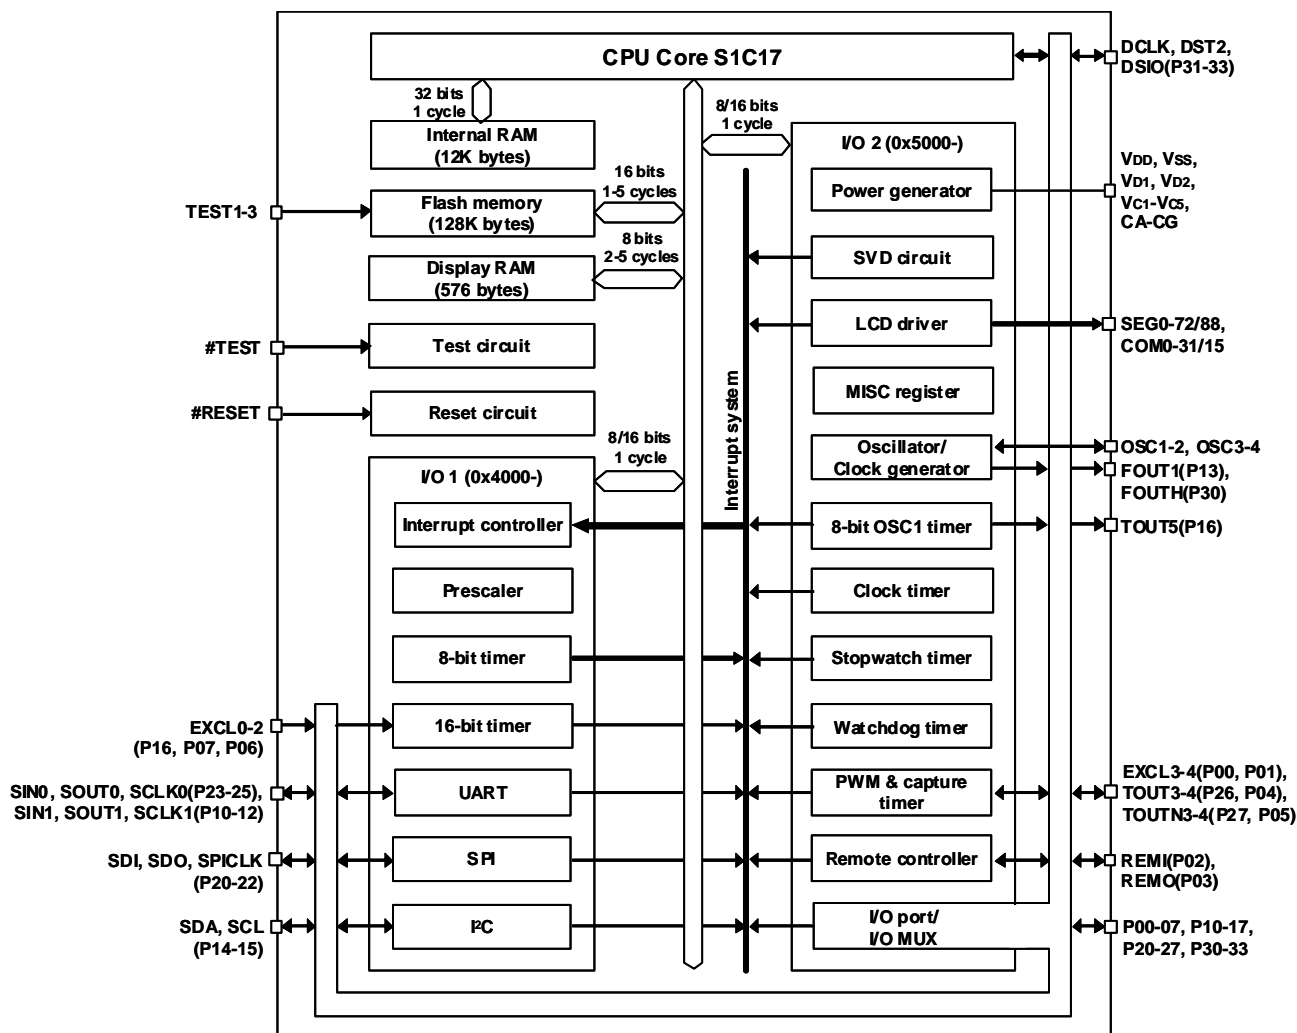 CPU Core S1C17
DCLK, DST2,
DSIO(P31-33)
32 bits
1 cycle
8/16 bits
1 cycle
Internal RAM
(12K bytes)
I/O 2 (0x5000-)
16 bits
1-5 cycles
Power generator
VDD, VSS,
VD1, VD2,
VC1-VC5,
CA-CG
TEST1-3
Flash memory
(128K bytes)
8 bits
2-5 cycles
SVD circuit
Display RAM
(576 bytes)
LCD driver
SEG0-72/88,
COM0-31/15
#TEST
Test circuit
Interrupt system
MISC register
#RESET
Reset circuit
8/16 bits
1 cycle
Oscillator/
Clock generator
OSC1-2, OSC3-4
FOUT1(P13),
FOUTH(P30)
I/O 1 (0x4000-)
Interrupt controller
8-bit OSC1 timer
TOUT5(P16)
Prescaler
Clock timer
8-bit timer
Stopwatch timer
EXCL0-2
(P16, P07, P06)
16-bit timer
Watchdog timer
SIN0, SOUT0, SCLK0(P23-25),
SIN1, SOUT1, SCLK1(P10-12)
UART
PWM & capture
timer
EXCL3-4(P00, P01),
TOUT3-4(P26, P04),
TOUTN3-4(P27, P05)
SDI, SDO, SPICLK
(P20-22)
SPI
Remote controller
REMI(P02),
REMO(P03)
SDA, SCL
(P14-15)
I²C
I/O port/
I/O MUX
P00-07, P10-17,
P20-27, P30-33